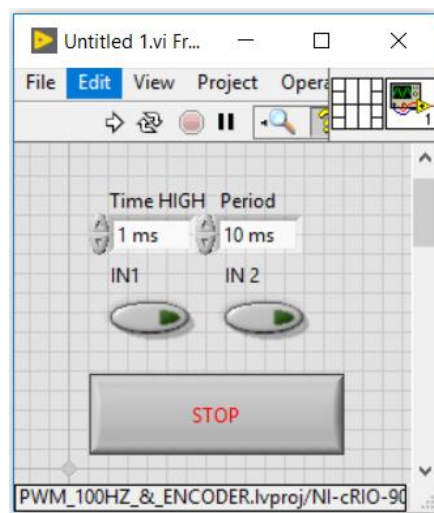 Untitled 1.vi Fr...
File Edit View Project Opera
1
Time HIGH Period
1 ms 10 ms
IN1 IN 2
STOP
PWM_100HZ_&_ENCODER.lvproj/NI-cRIO-90